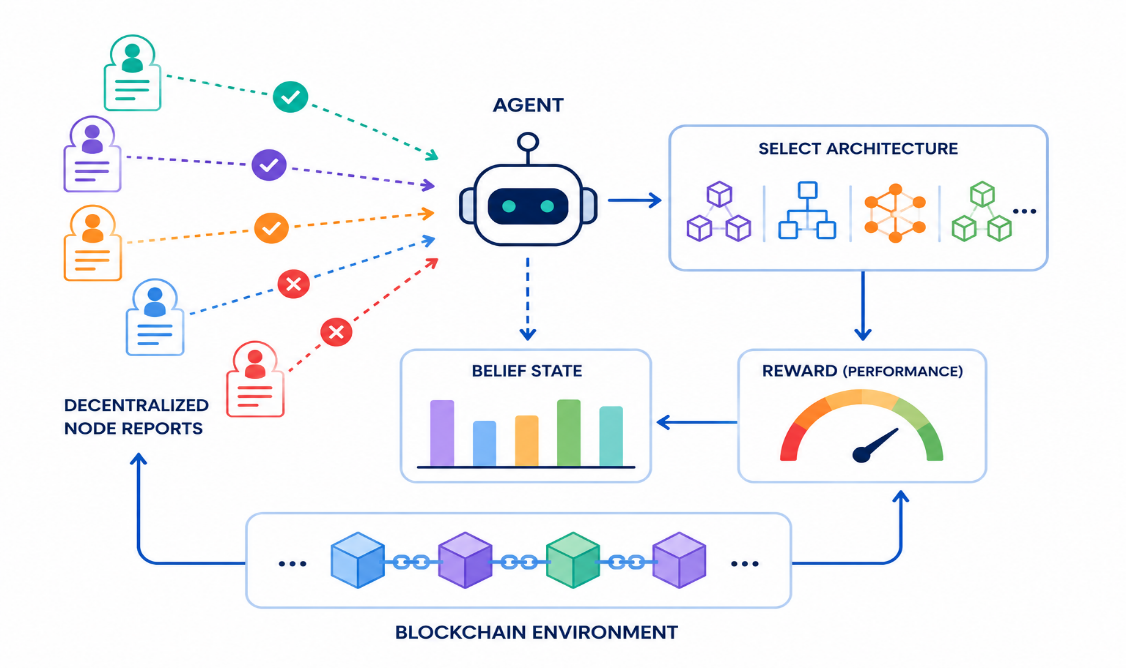 AGENT
SELECT ARCHITECTURE
...
BELIEF STATE
REWARD (PERFORMANCE)
DECENTRALIZED
NODE REPORTS
... ...
BLOCKCHAIN ENVIRONMENT